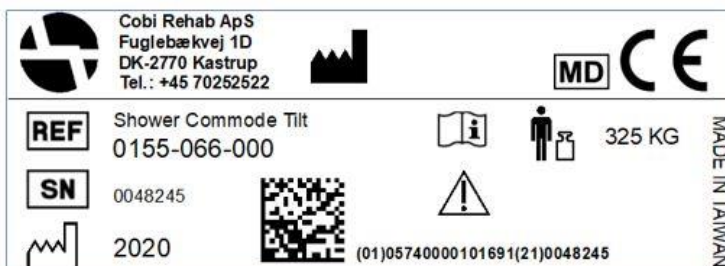 Cobi Rehab ApS
Fuglebækvej 1D
DK-2770 Kastrup
Tel.: +45 70252522
MD CE
REF Shower Commode Tilt
0155-066-000
325 KG
SN 0048245
2020
(01)05740000101691(21)0048245
MADE IN TAIWAN